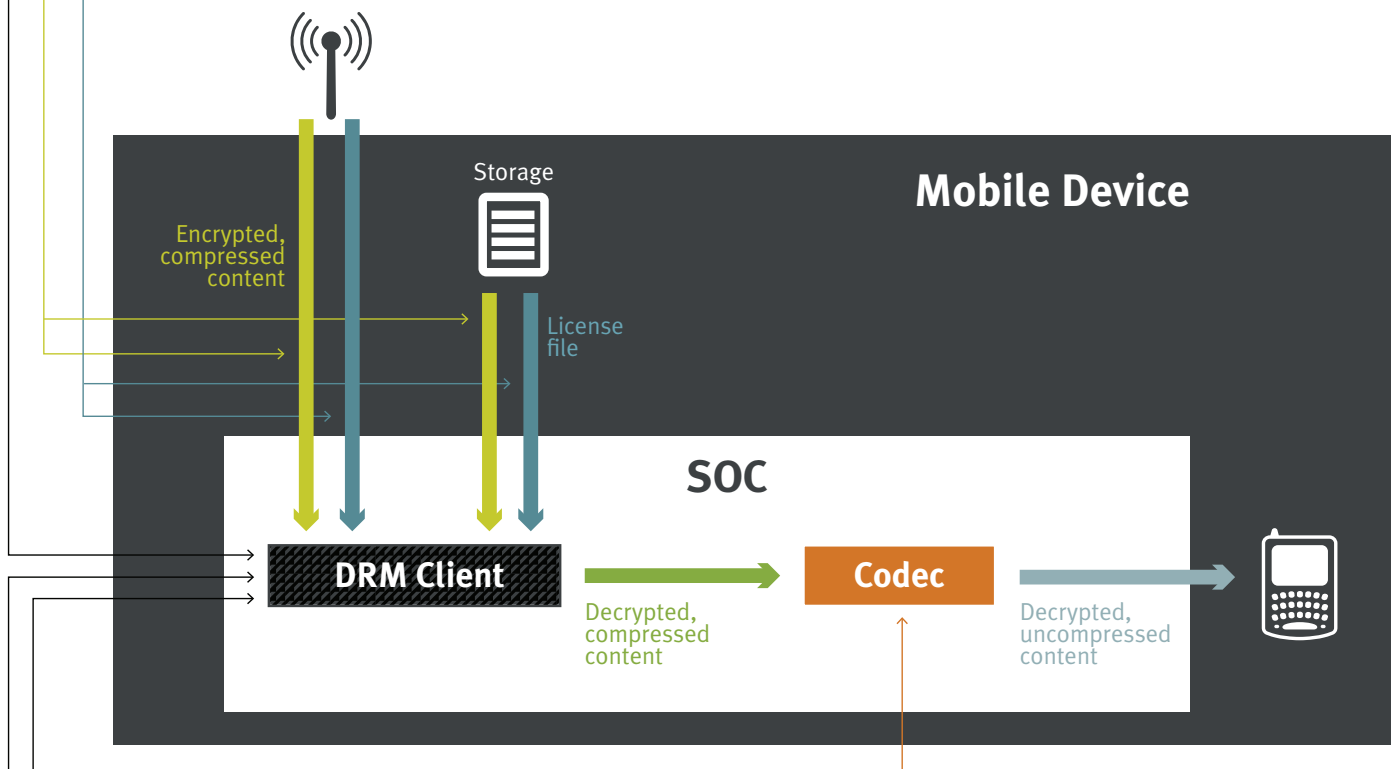 Storage
Mobile Device
Encrypted,
compressed
content
License
file
SOC
DRM Client
Codec
Decrypted,
compressed
content
Decrypted,
uncompressed
content